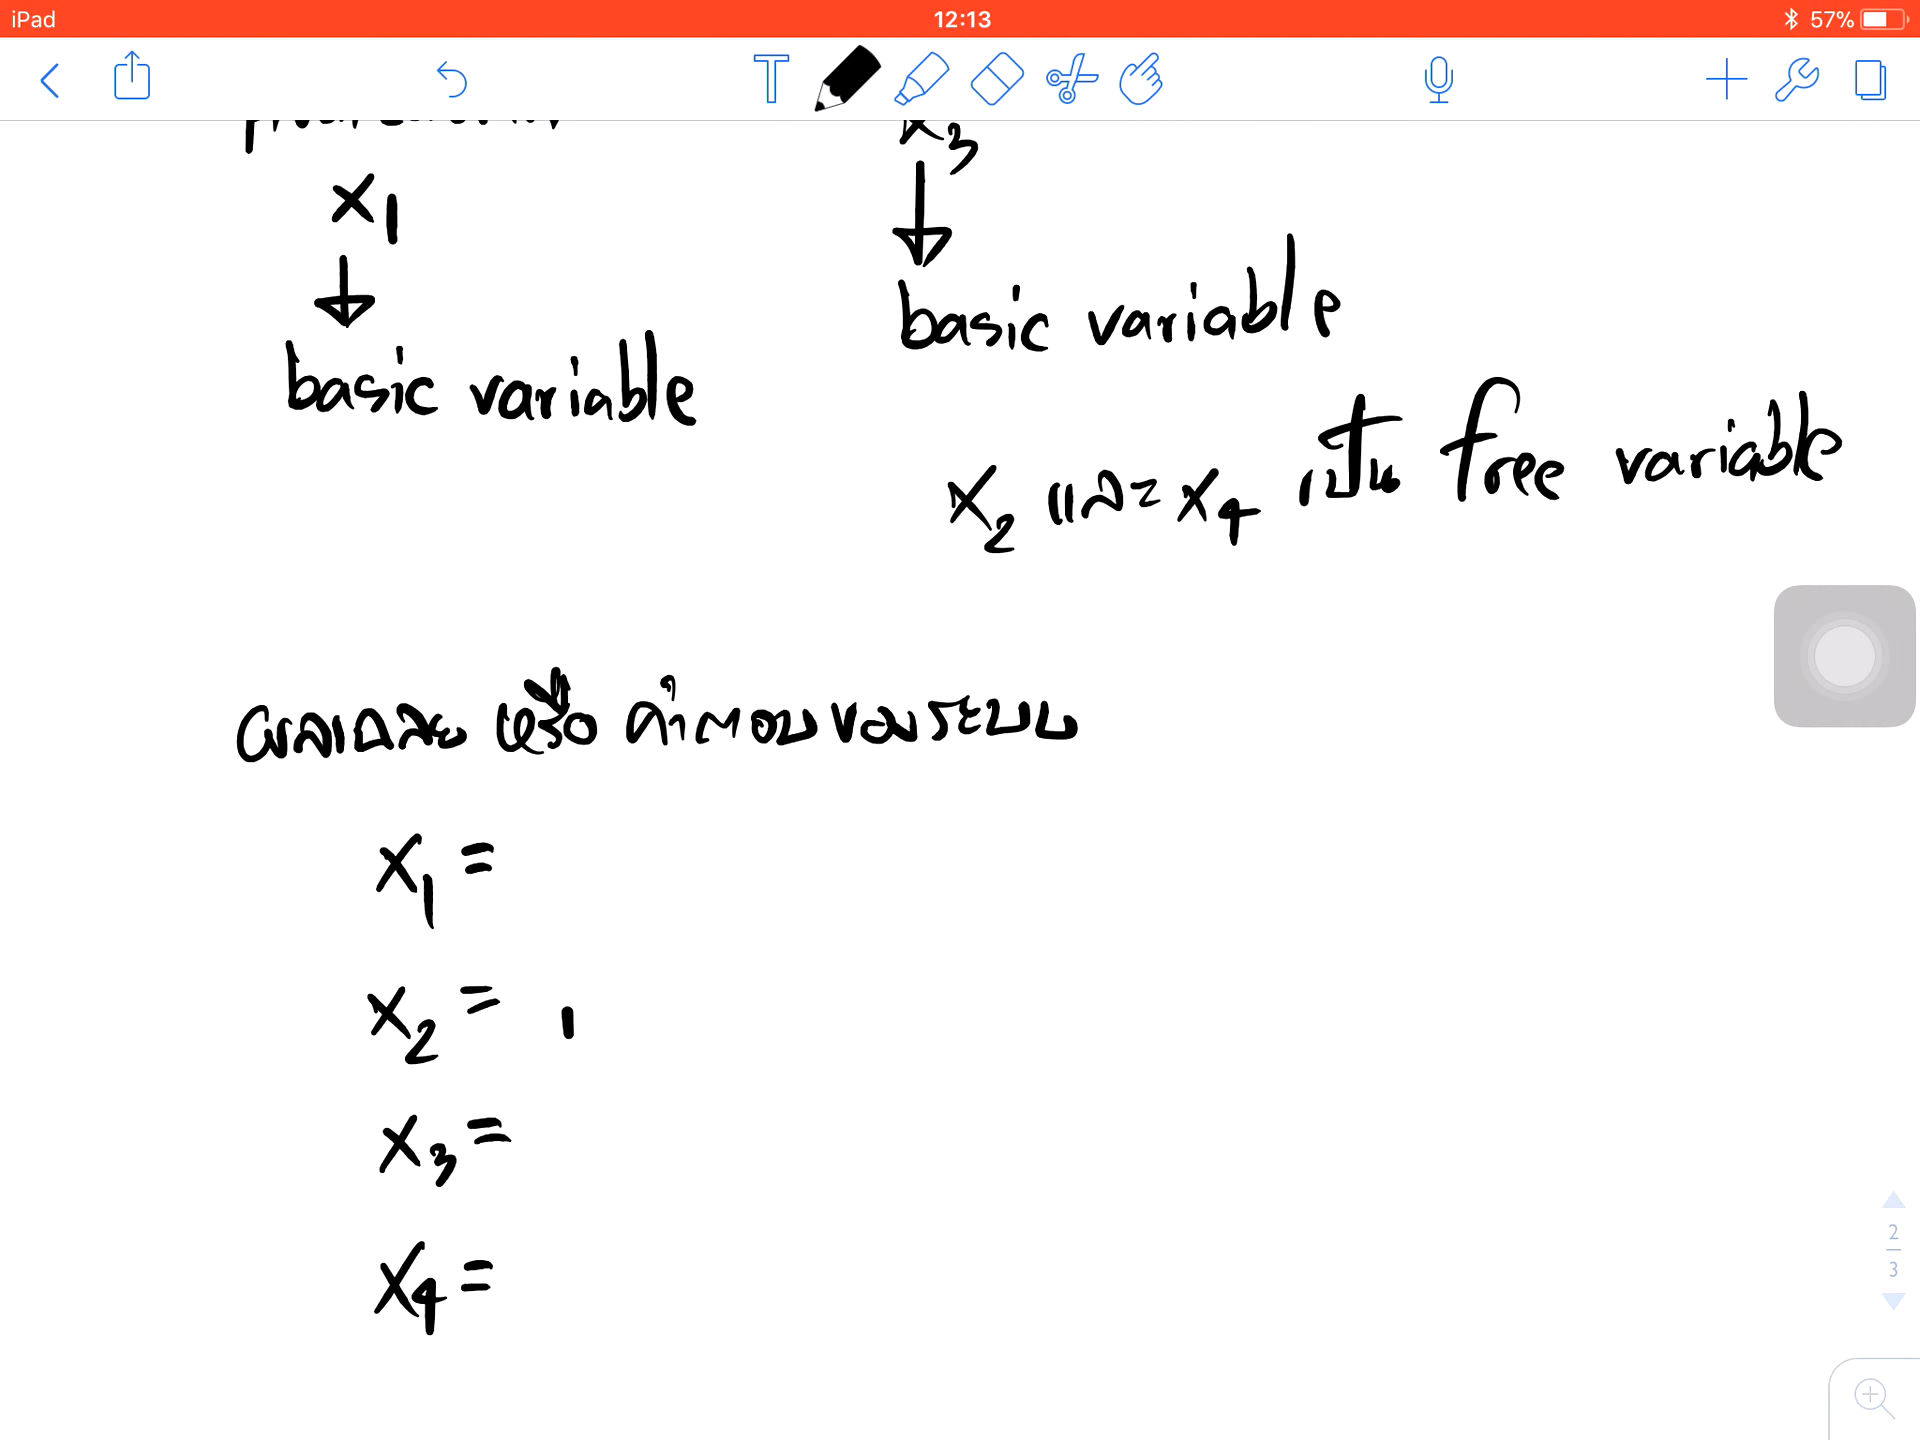 iPad 12:13 57%
T
x3
x1
basic variable
basic variable
x2 และ x4 เป็น free variable
ผลเฉลย หรือ คำตอบของระบบ
x1 =
x2 = ı
x3 =
x4 =
2
3